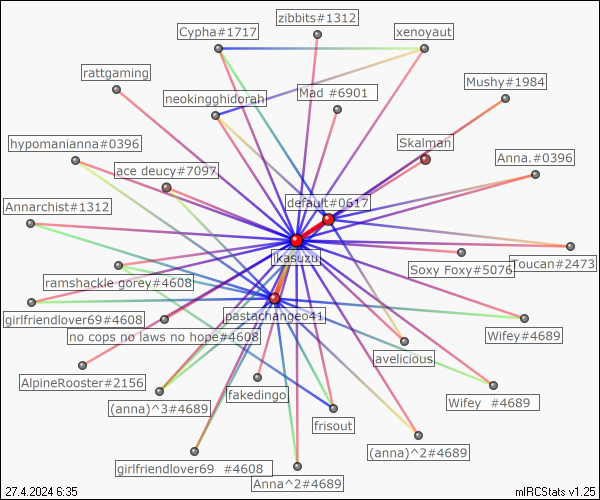 zibbits#1312
Cypha#1717
xenoyaut
rattgaming
Mushy#1984
Mad #6901
neokingghidorah
hypomanianna#0396
Skalman
Anna.#0396
ace deucy#7097
default#0617
Annarchist#1312
ikasuzu
Toucan#2473
Soxy Foxy#5076
ramshackle gorey#4608
girlfriendlover69#4608
pastachangeo41
no cops no laws no hope#4608
Wifey#4689
avelicious
AlpineRooster#2156
fakedingo
Wifey #4689
(anna)^3#4689
frisout
(anna)^2#4689
girlfriendlover69 #4608
Anna^2#4689
27.4.2024 6:35
mIRCStats v1.25